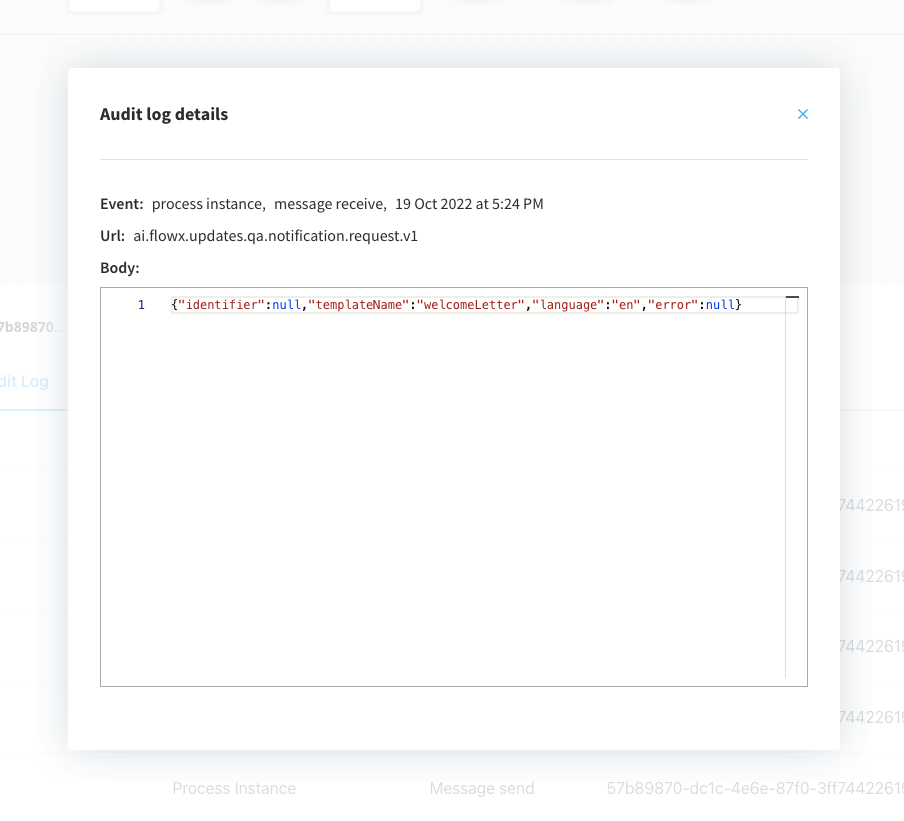 Audit log details
Event: process instance, message receive, 19 Oct 2022 at 5:24 PM
Url: ai.flowx.updates.qa.notification.request.v1
Body:
1 {"identifier":null,"templateName":"welcomeLetter","language":"en","error":null}
7b89870...
dit Log
74422619
74422619
74422619
74422619
Process Instance Message send 57b89870-dc1c-4e6e-87f0-3ff74422619